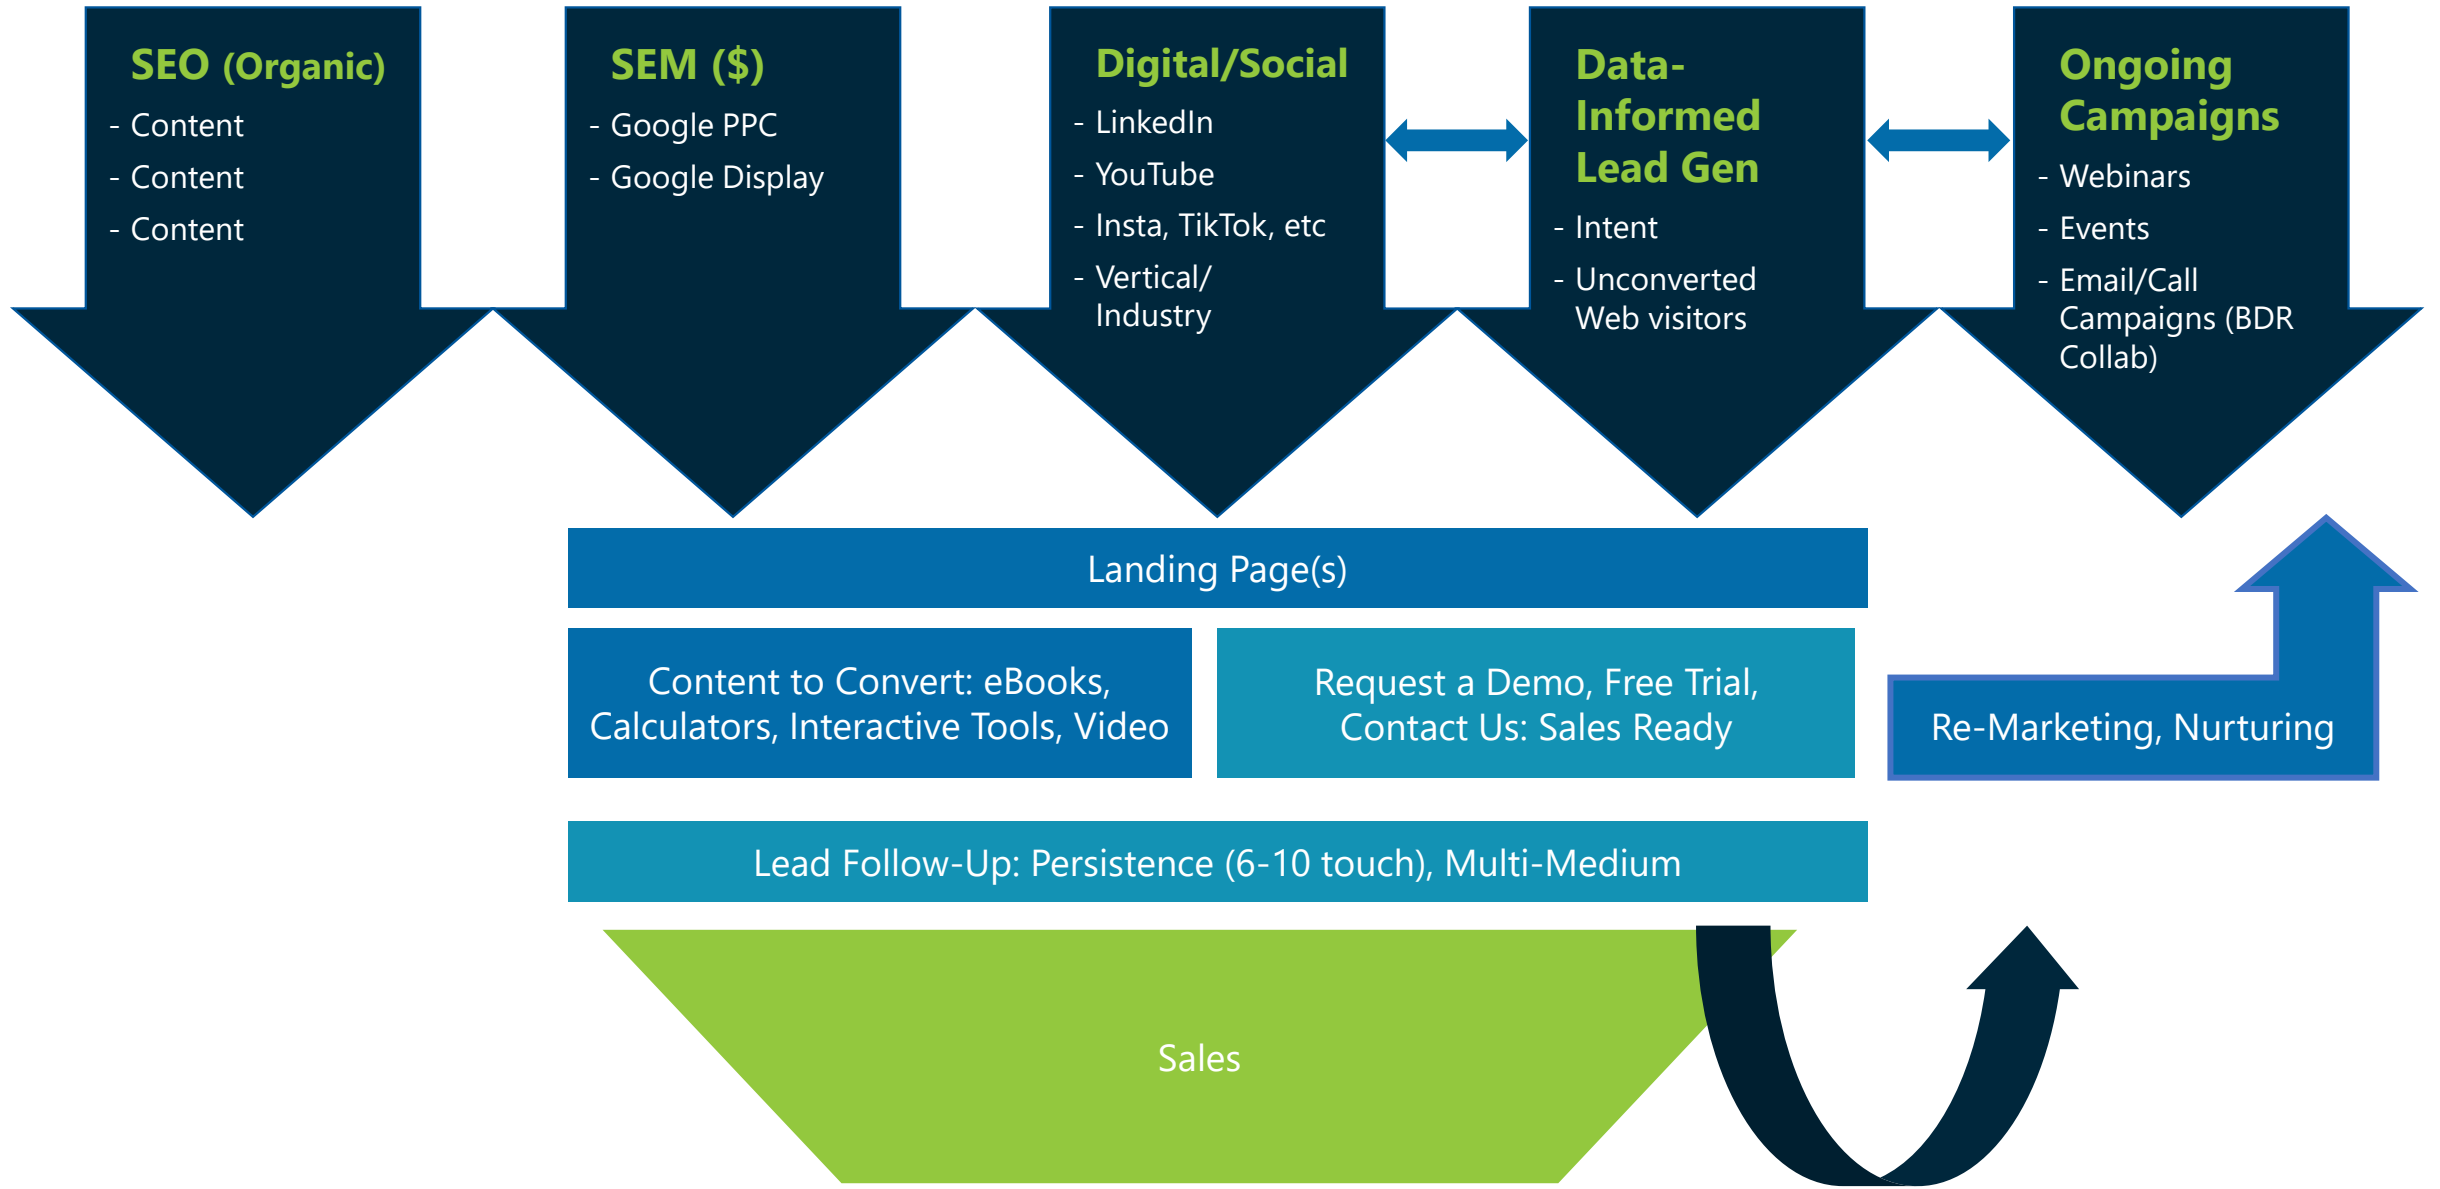 SEO (Organic)
- Content
- Content
- Content
SEM ($)
- Google PPC
- Google Display
Digital/Social
- LinkedIn
- YouTube
- Insta, TikTok, etc
- Vertical/
Industry
Data-
Informed
Lead Gen
- Intent
- Unconverted
Web visitors
Ongoing
Campaigns
- Webinars
- Events
- Email/Call
Campaigns (BDR
Collab)
Landing Page(s)
Content to Convert: eBooks,
Calculators, Interactive Tools, Video
Request a Demo, Free Trial,
Contact Us: Sales Ready
Re-Marketing, Nurturing
Lead Follow-Up: Persistence (6-10 touch), Multi-Medium
Sales